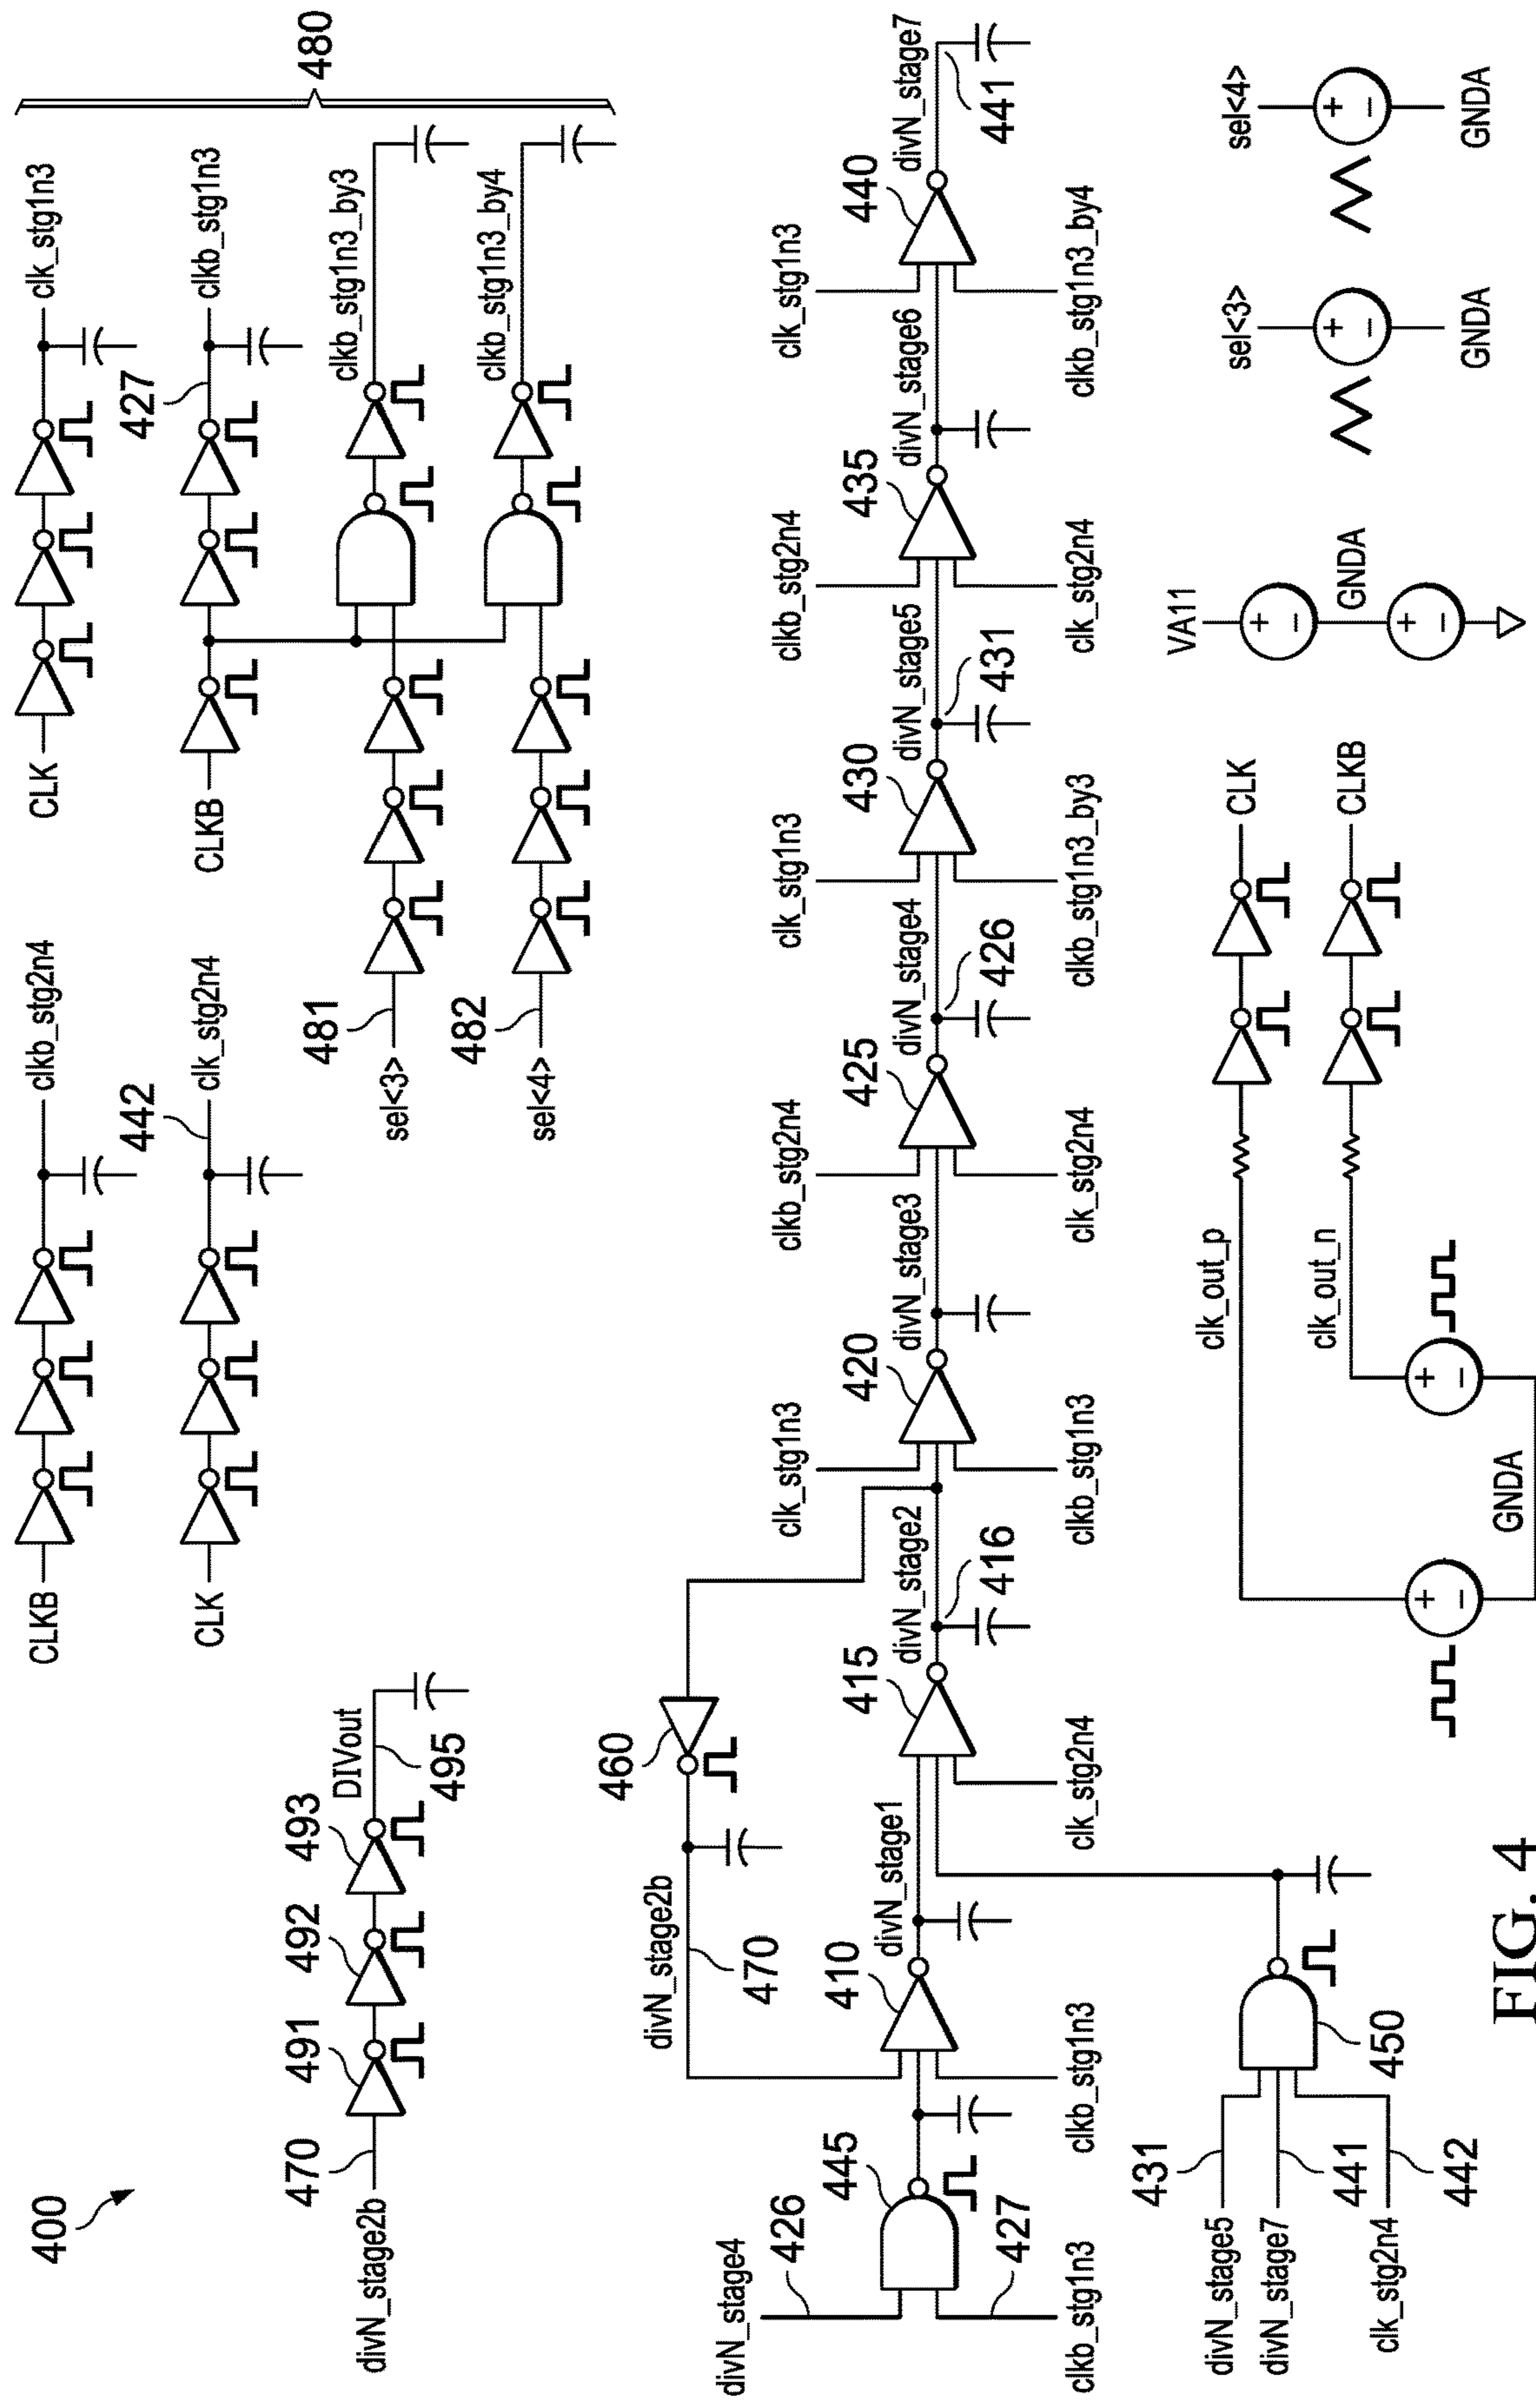 400
divN_stage2b
470
491
492
493
DIVout
495
CLKB
clkb_stg2n4
CLK
442
clk_stg2n4
CLK
clk_stg1n3
CLKB
427
clkb_stg1n3
sel<3>
481
clkb_stg1n3_by3
sel<4>
482
clkb_stg1n3_by4
480
divN_stage4
426
445
clkb_stg1n3
427
divN_stage2b
470
460
410
clkb_stg1n3
divN_stage1
415
clk_stg2n4
divN_stage2
416
clk_stg1n3
420
clkb_stg1n3
divN_stage3
clkb_stg2n4
425
clk_stg2n4
divN_stage4
426
clk_stg1n3
430
clkb_stg1n3_by3
divN_stage5
431
clkb_stg2n4
435
clk_stg2n4
divN_stage6
clk_stg1n3
440
clkb_stg1n3_by4
divN_stage7
441
divN_stage5
431
divN_stage7
441
clk_stg2n4
442
450
clk_out_p
CLK
clk_out_n
CLKB
+
−
+
−
GNDA
VA11
+
−
GNDA
+
−
sel<3>
+
−
GNDA
sel<4>
+
−
GNDA
FIG. 4